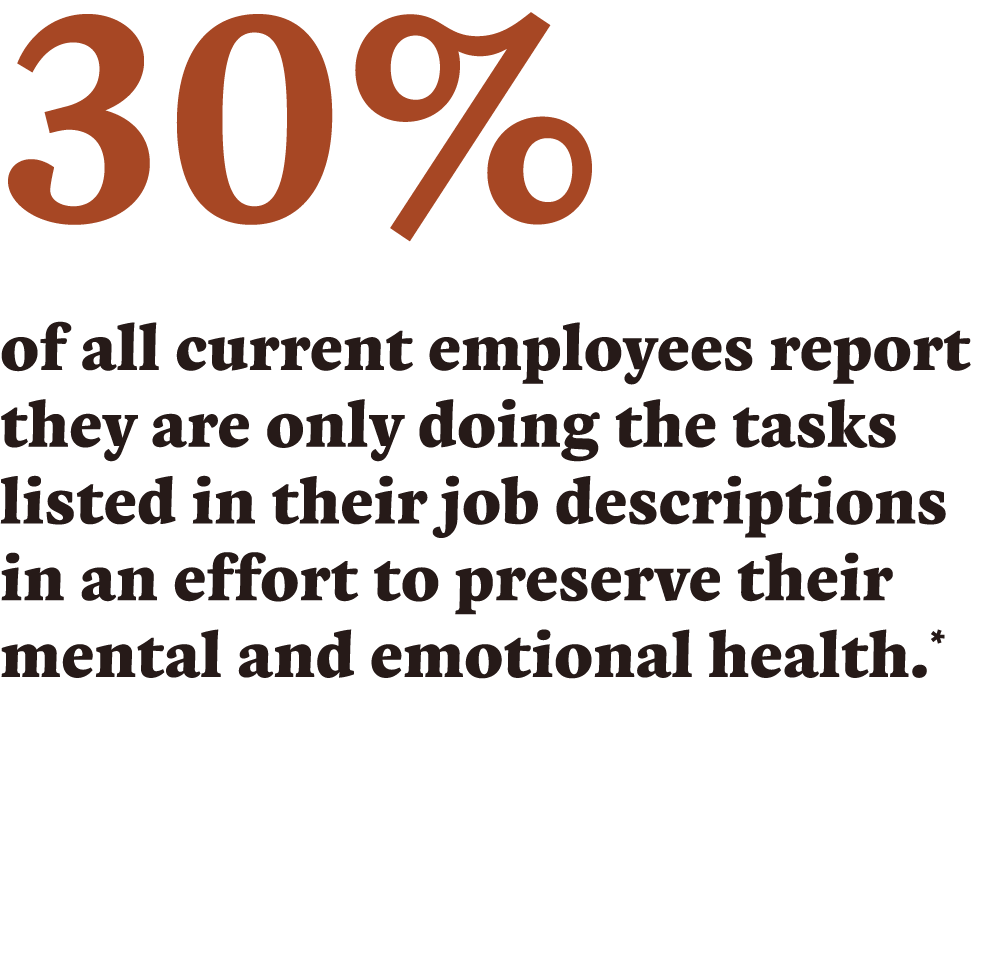 30%
of all current employees report
they are only doing the tasks
listed in their job descriptions
in an effort to preserve their
mental and emotional health.*